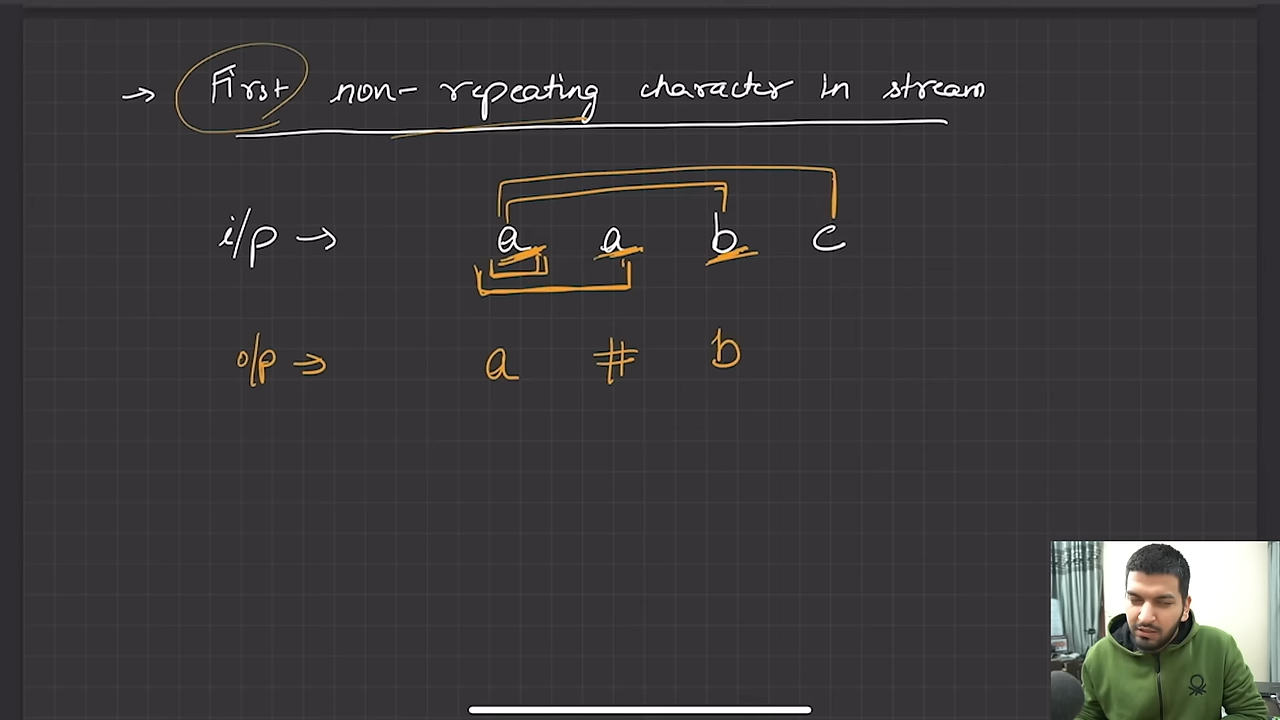 → First non-repeating character in stream
i/p → a a b c
o/p → a # b